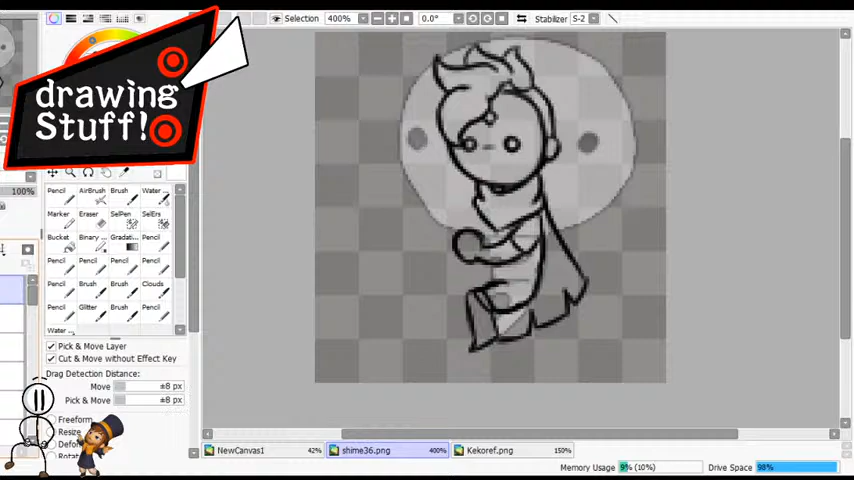 Selection 400% 0.0° Stabilizer S-2
drawing
Stuff!
100%
Pencil AirBrush Brush Water ...
Marker Eraser SelPen SelErs
Bucket Binary ... Gradati... Pencil
Pencil Pencil Pencil Pencil
Pencil Brush Brush Clouds
Pencil Glitter Brush Pencil
Water ...
Pick & Move Layer
Cut & Move without Effect Key
Drag Detection Distance:
Move ±8 px
Pick & Move ±8 px
Freeform
Resize
NewCanvas1 42% shime36.png 400% Kekoref.png 150%
Memory Usage 9% (10%) Drive Space 98%